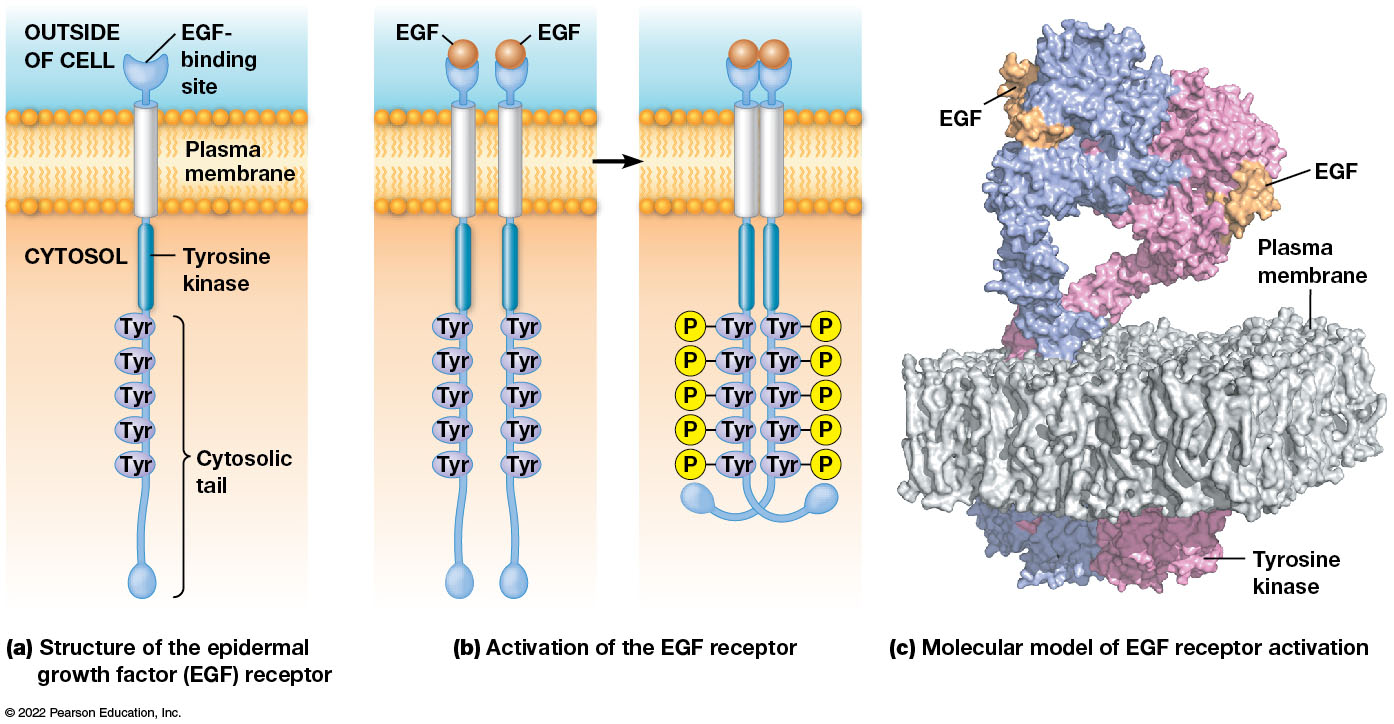 OUTSIDE
OF CELL
EGF-
binding
site
Plasma
membrane
CYTOSOL
Tyrosine
kinase
Tyr
Tyr
Tyr
Tyr
Tyr
Cytosolic
tail
(a) Structure of the epidermal
growth factor (EGF) receptor
EGF
EGF
Tyr Tyr
Tyr Tyr
Tyr Tyr
Tyr Tyr
Tyr Tyr
P Tyr Tyr P
P Tyr Tyr P
P Tyr Tyr P
P Tyr Tyr P
P Tyr Tyr P
(b) Activation of the EGF receptor
EGF
EGF
Plasma
membrane
Tyrosine
kinase
(c) Molecular model of EGF receptor activation
© 2022 Pearson Education, Inc.